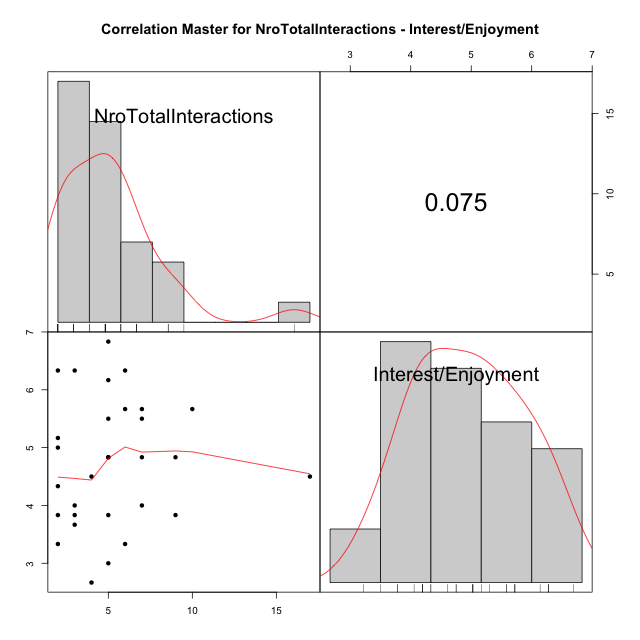 Correlation Master for NroTotalInteractions - Interest/Enjoyment
3 4 5 6 7
NroTotalInteractions
0.075
15
10
5
7
6
5
4
3
Interest/Enjoyment
5 10 15